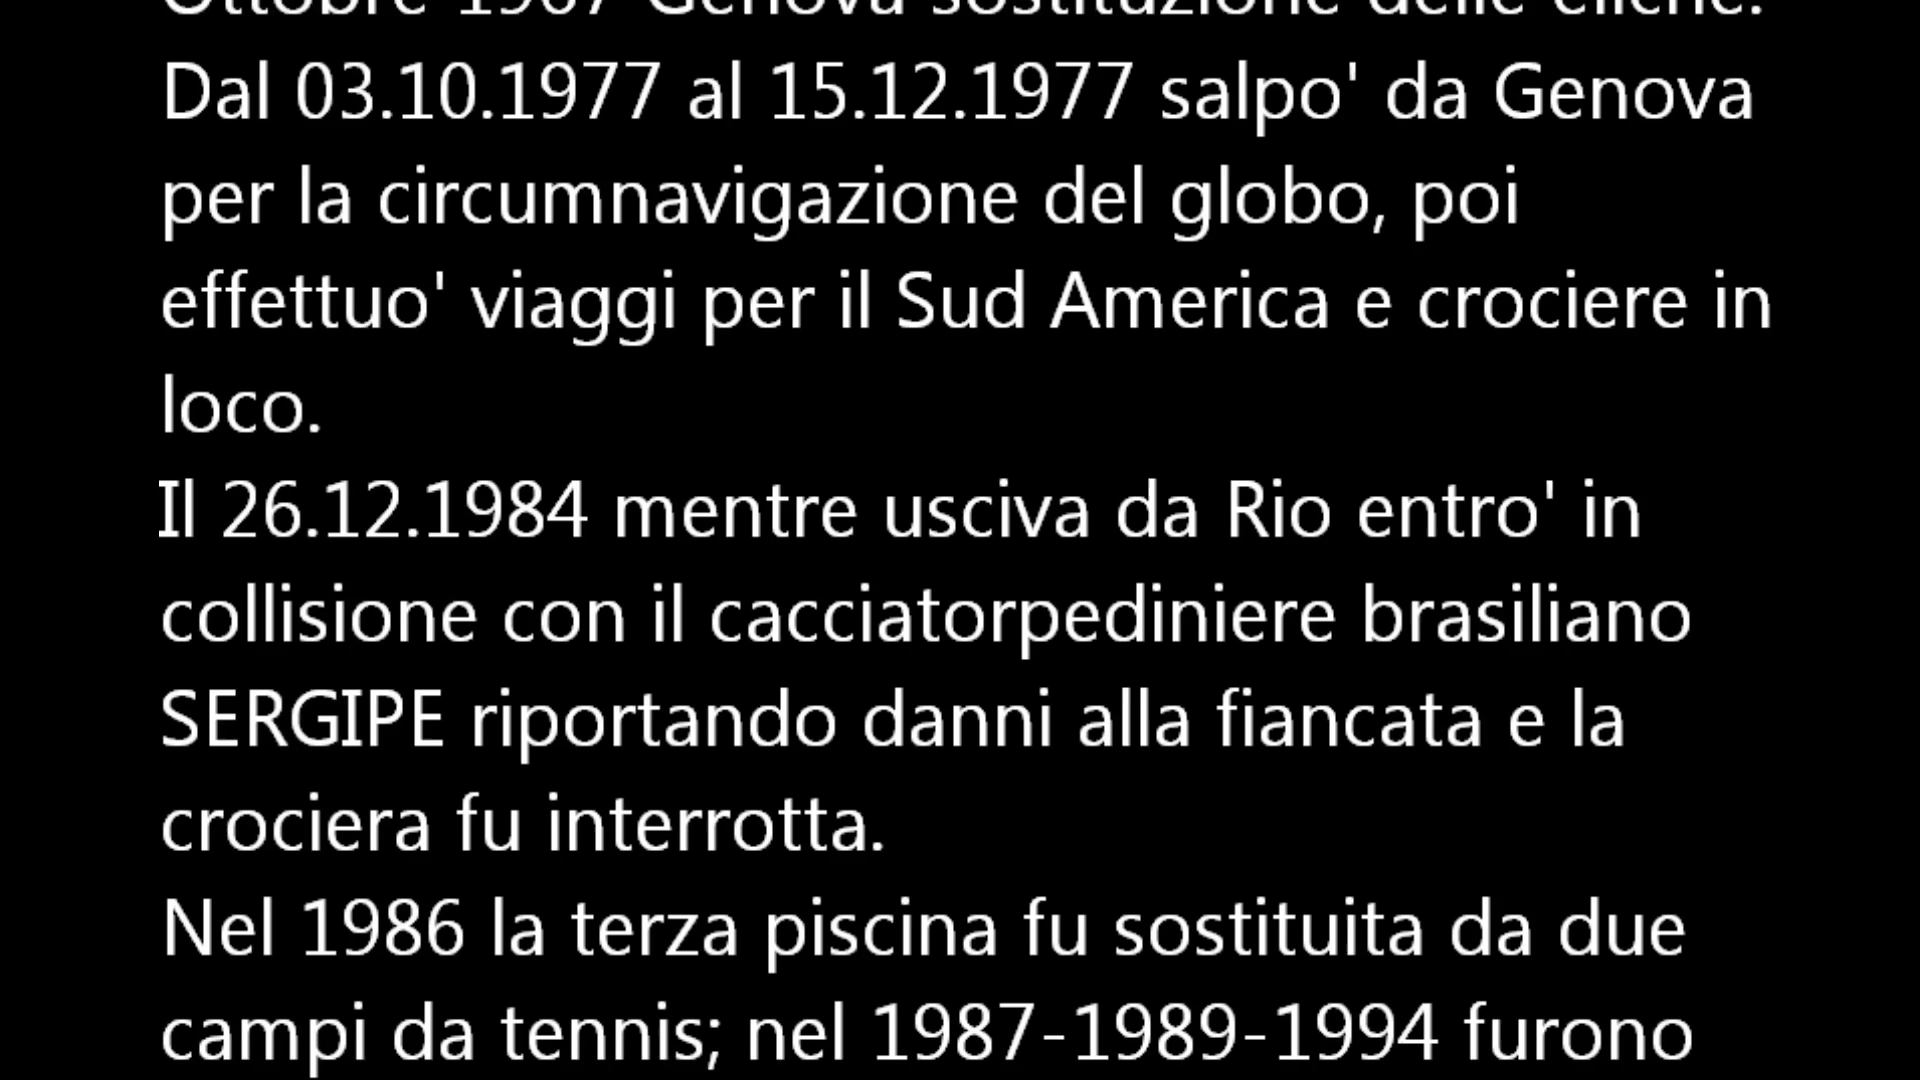 Ottobre 1967 Genova sostituzione delle eliche.
Dal 03.10.1977 al 15.12.1977 salpo' da Genova
per la circumnavigazione del globo, poi
effettuo' viaggi per il Sud America e crociere in
loco.
Il 26.12.1984 mentre usciva da Rio entro' in
collisione con il cacciatorpediniere brasiliano
SERGIPE riportando danni alla fiancata e la
crociera fu interrotta.
Nel 1986 la terza piscina fu sostituita da due
campi da tennis; nel 1987-1989-1994 furono